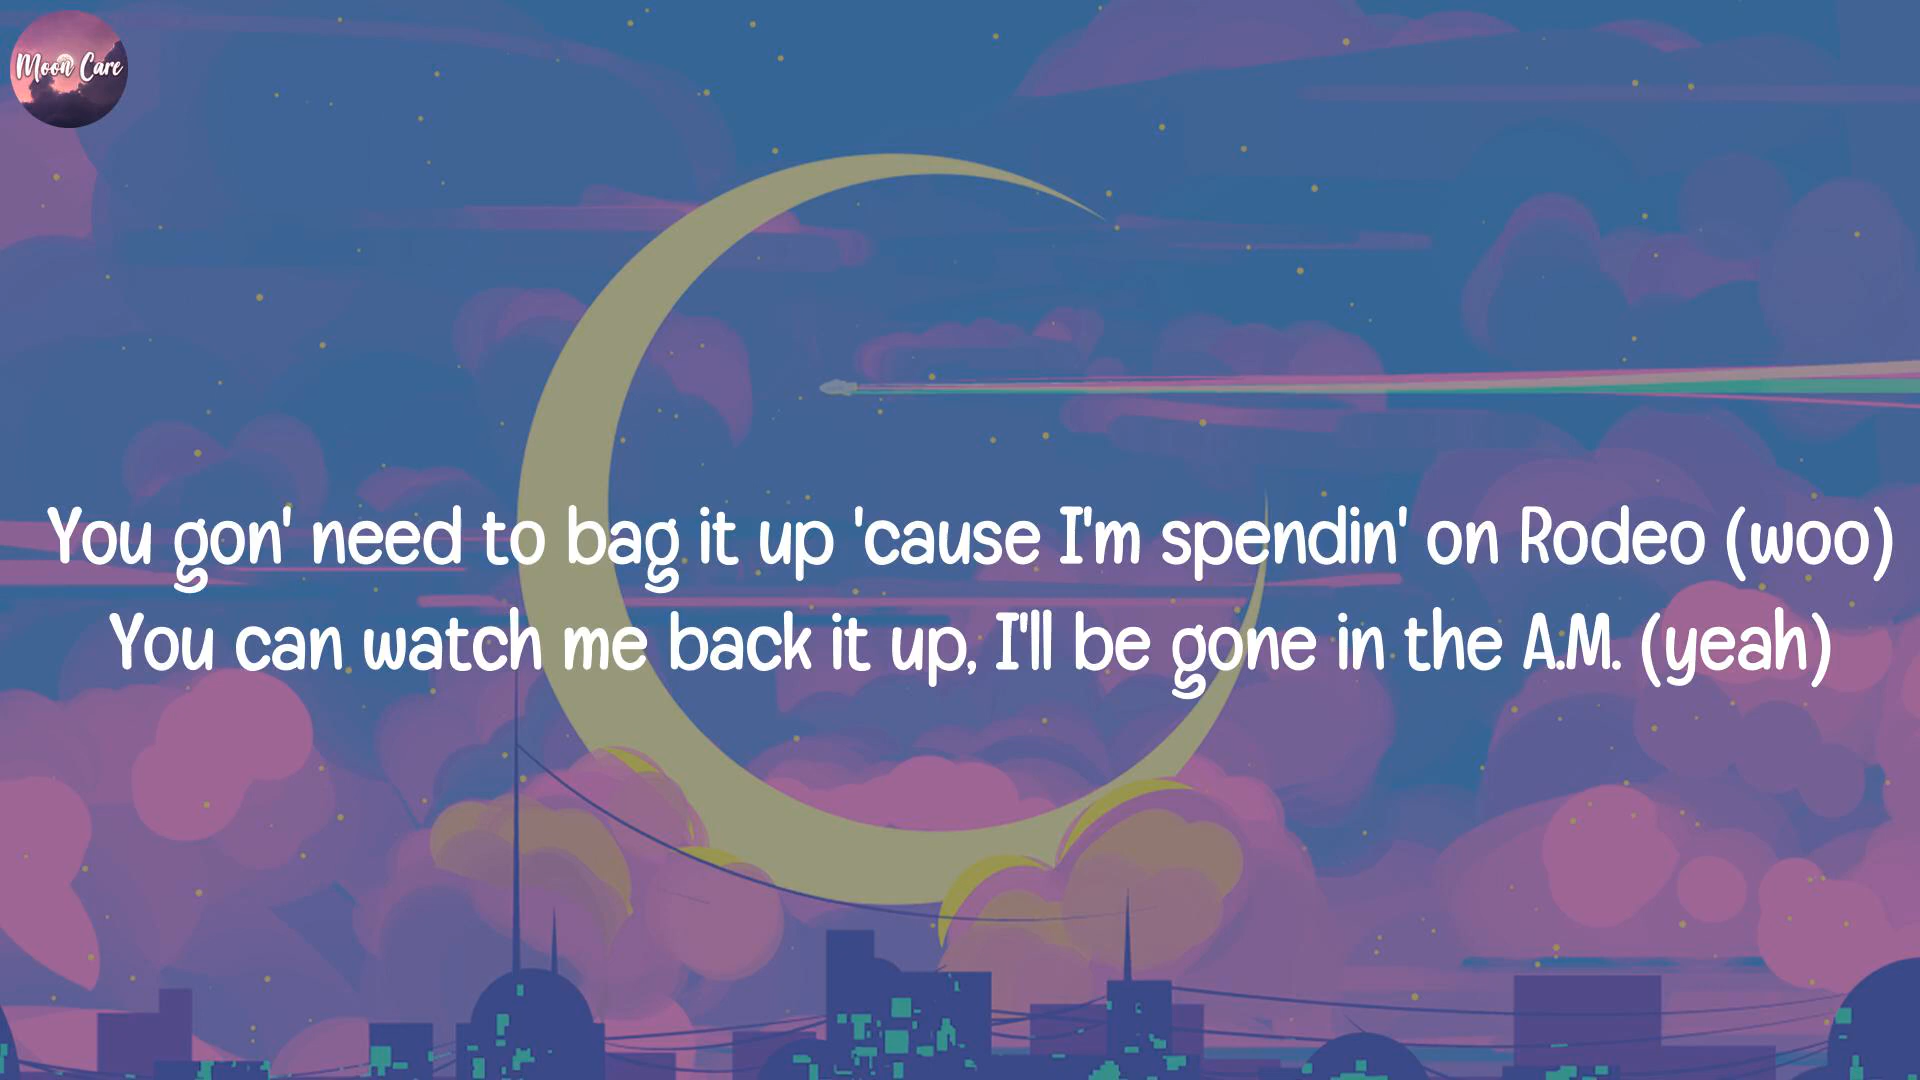 Moon Care
You gon' need to bag it up 'cause I'm spendin' on Rodeo (woo)
You can watch me back it up, I'll be gone in the A.M. (yeah)